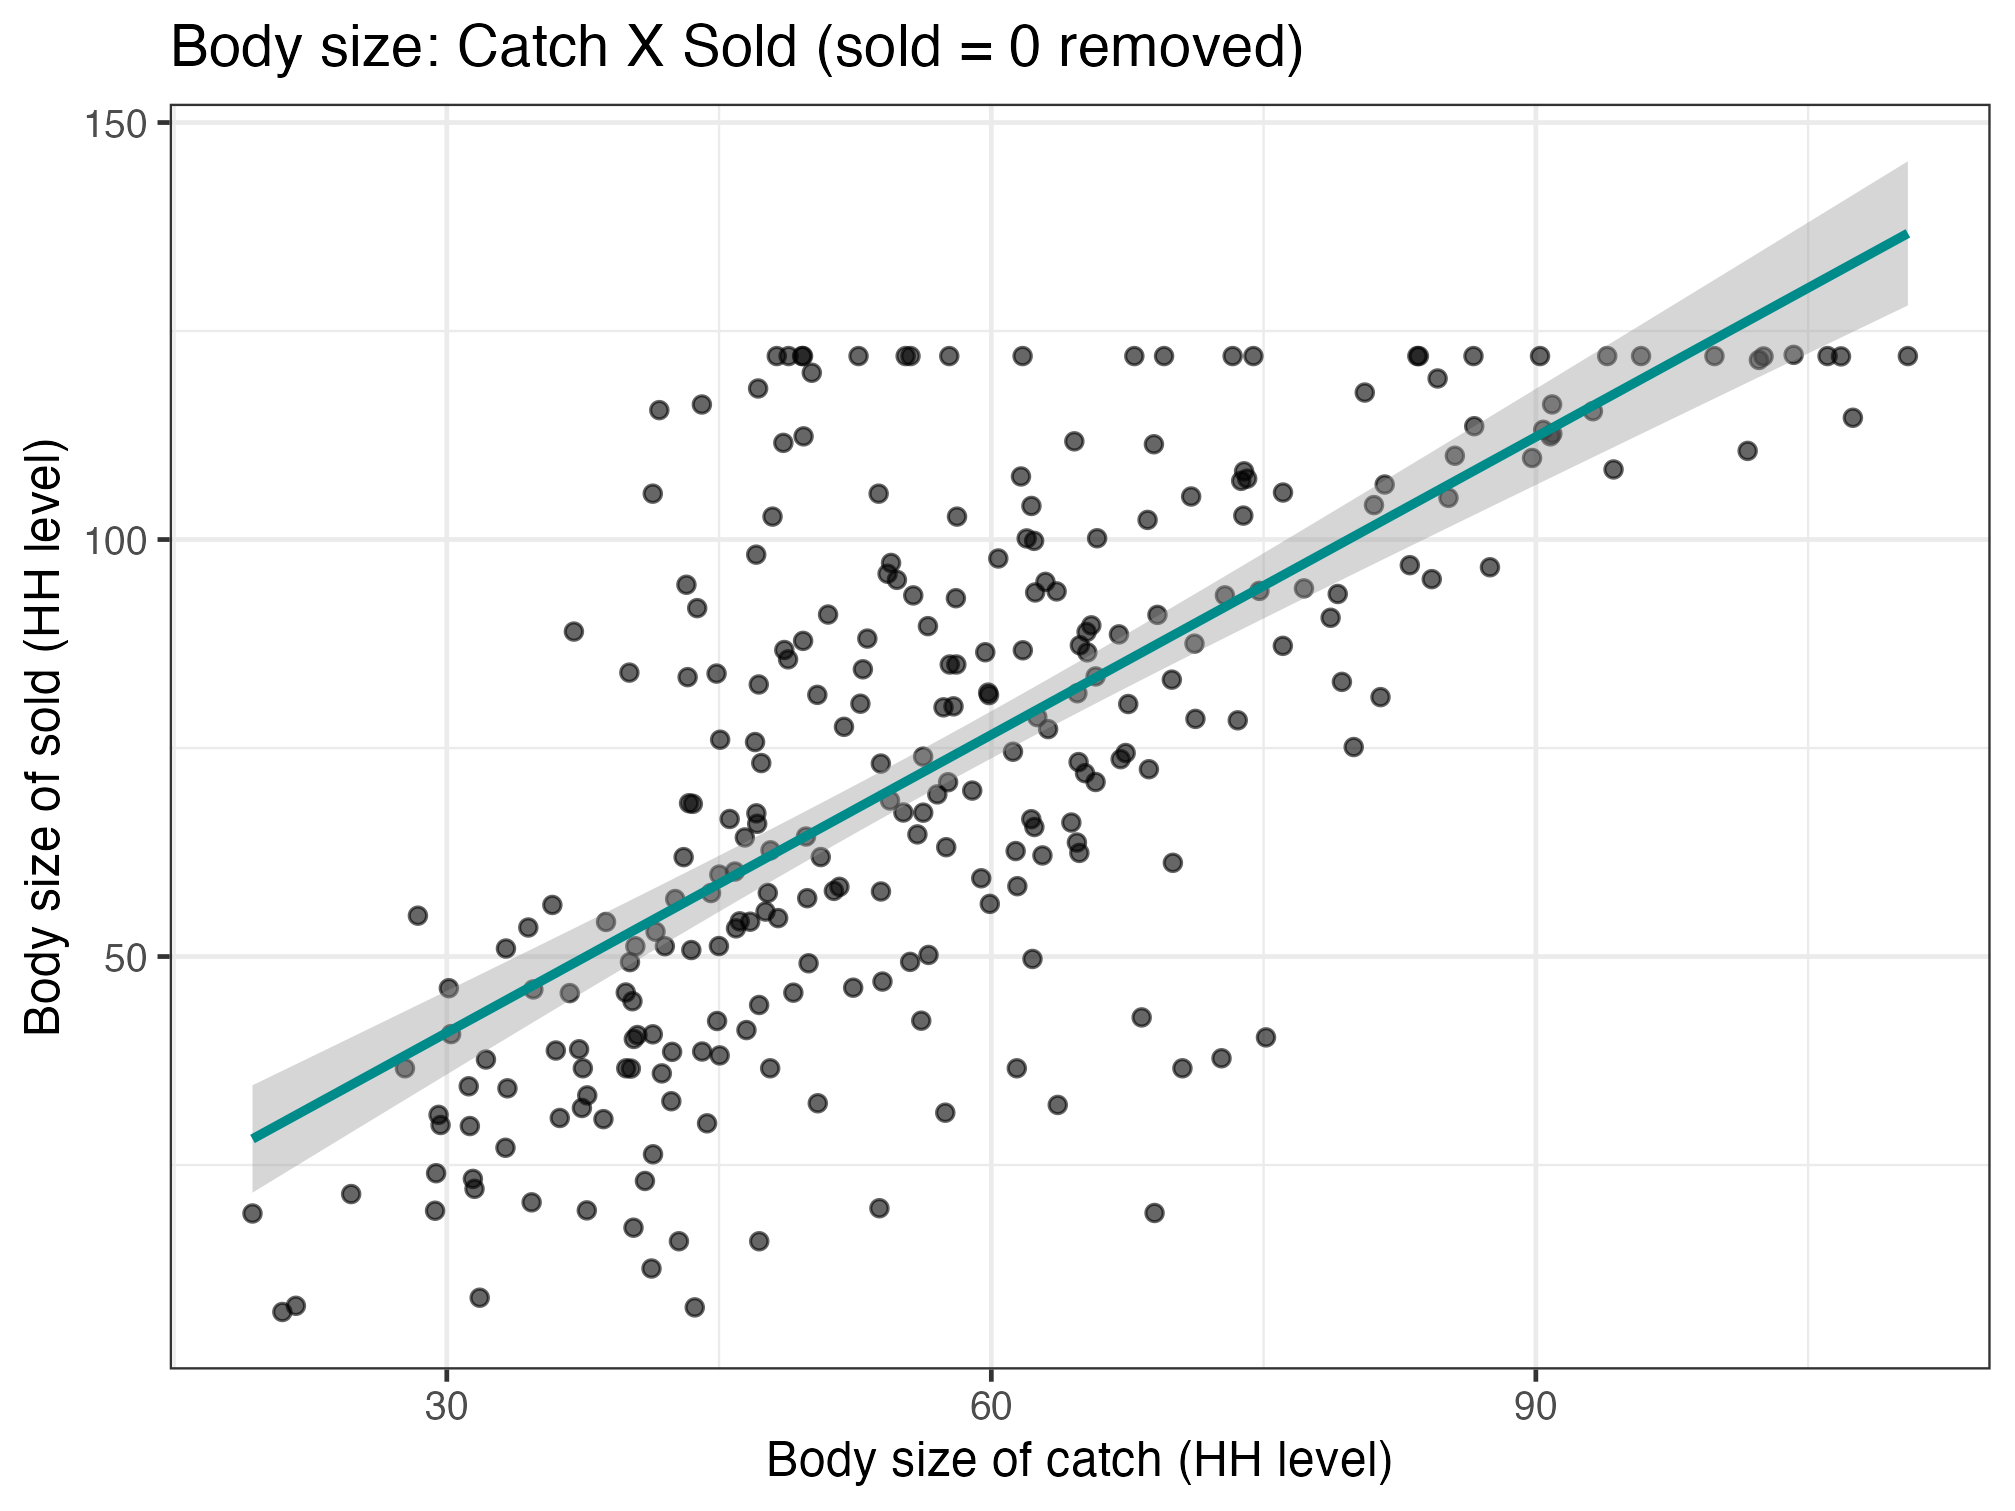 Body size: Catch X Sold (sold = 0 removed)
150
100
50
Body size of sold (HH level)
30 60 90
Body size of catch (HH level)